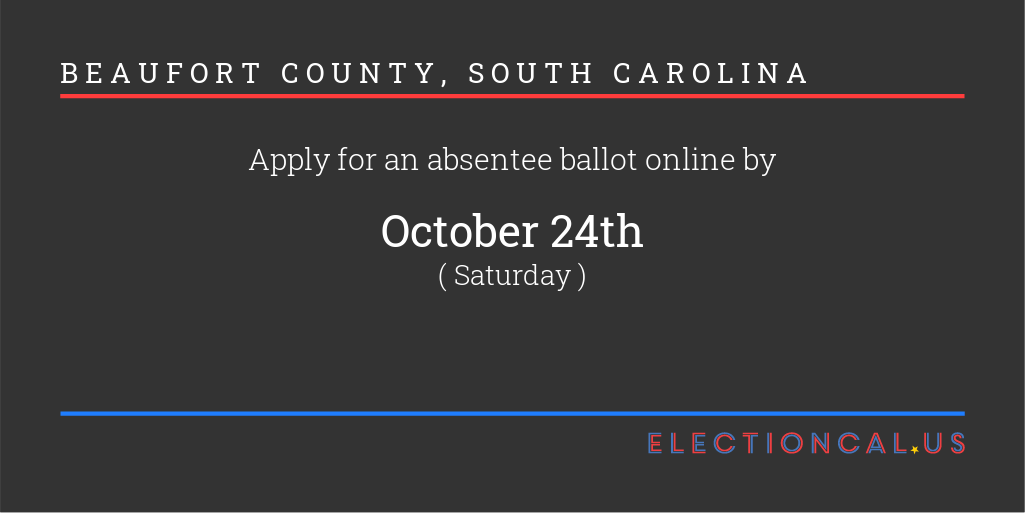 BEAUFORT COUNTY, SOUTH CAROLINA
Apply for an absentee ballot online by
October 24th
( Saturday )
ELECTIONCAL.US